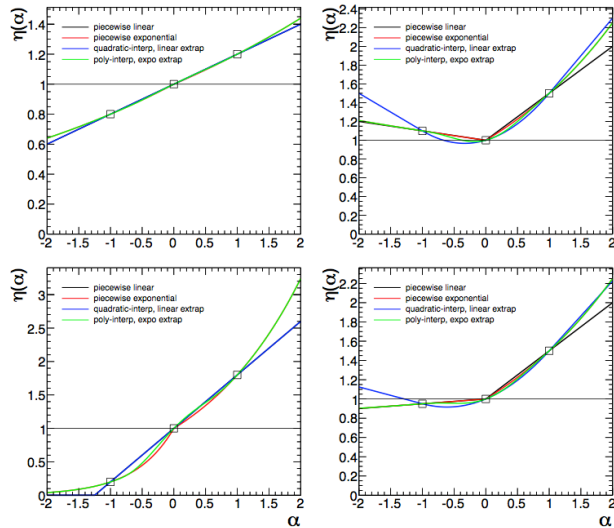 η(α)
piecewise linear
piecewise exponential
quadratic-interp, linear extrap
poly-interp, expo extrap
1.4
1.2
1
0.8
0.6
0.4
0.2
0
-2 -1.5 -1 -0.5 0 0.5 1 1.5 2
η(α)
piecewise linear
piecewise exponential
quadratic-interp, linear extrap
poly-interp, expo extrap
2.4
2.2
2
1.8
1.6
1.4
1.2
1
0.8
0.6
0.4
0.2
0
-2 -1.5 -1 -0.5 0 0.5 1 1.5 2
η(α)
piecewise linear
piecewise exponential
quadratic-interp, linear extrap
poly-interp, expo extrap
3
2.5
2
1.5
1
0.5
0
-2 -1.5 -1 -0.5 0 0.5 1 1.5 2
α
η(α)
piecewise linear
piecewise exponential
quadratic-interp, linear extrap
poly-interp, expo extrap
2.2
2
1.8
1.6
1.4
1.2
1
0.8
0.6
0.4
0.2
0
-2 -1.5 -1 -0.5 0 0.5 1 1.5 2
α